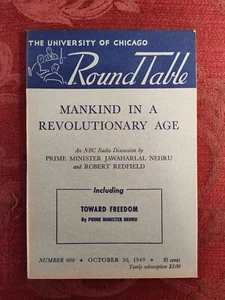 THE UNIVERSITY OF CHICAGO
Round Table
MANKIND IN A
REVOLUTIONARY AGE
An NBC Radio Discussion by
PRIME MINISTER JAWAHARLAL NEHRU
and ROBERT REDFIELD
Including
TOWARD FREEDOM
By PRIME MINISTER NEHRU
NUMBER 606 ★ OCTOBER 30, 1949 ★ 10 cents
Yearly subscription $3.00